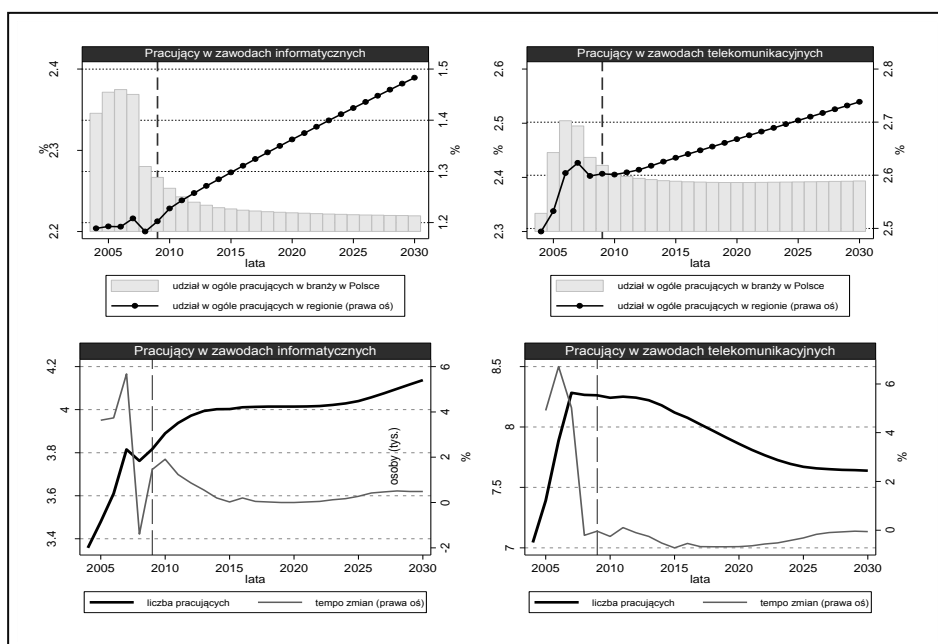 Pracujący w zawodach informatycznych
2.4
2.3
2.2
%
1.5
1.4
1.3
1.2
%
2005 2010 2015 2020 2025 2030
lata
udział w ogóle pracujących w branży w Polsce
udział w ogóle pracujących w regionie (prawa oś)
Pracujący w zawodach telekomunikacyjnych
2.6
2.5
2.4
2.3
%
2.8
2.7
2.6
2.5
%
2005 2010 2015 2020 2025 2030
lata
udział w ogóle pracujących w branży w Polsce
udział w ogóle pracujących w regionie (prawa oś)
Pracujący w zawodach informatycznych
4.2
4
3.8
3.6
3.4
6
4
2
0
-2
%
2005 2010 2015 2020 2025 2030
lata
liczba pracujących
tempo zmian (prawa oś)
Pracujący w zawodach telekomunikacyjnych
osoby (tys.)
8.5
8
7.5
7
6
4
2
0
%
2005 2010 2015 2020 2025 2030
lata
liczba pracujących
tempo zmian (prawa oś)